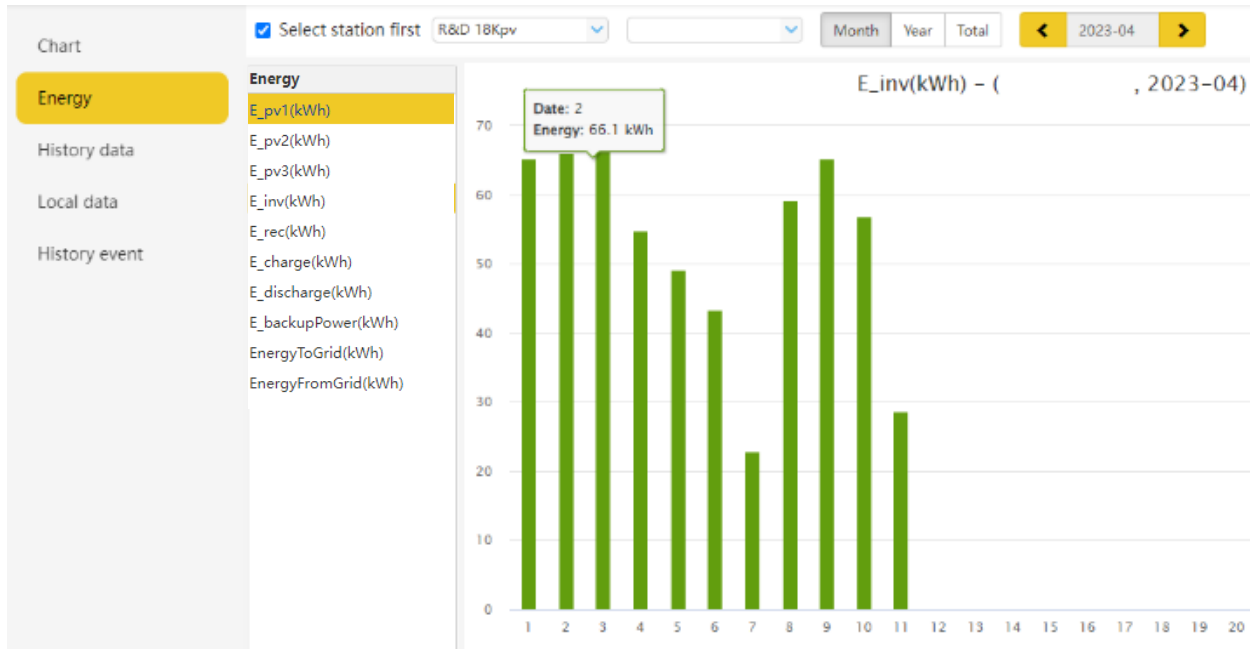 Select station first R&D 18Kpv Month Year Total 2023-04
Chart
Energy
History data
Local data
History event
Energy
E_pv1(kWh)
E_pv2(kWh)
E_pv3(kWh)
E_inv(kWh)
E_rec(kWh)
E_charge(kWh)
E_discharge(kWh)
E_backupPower(kWh)
EnergyToGrid(kWh)
EnergyFromGrid(kWh)
E_inv(kWh) - ( , 2023-04)
Date: 2
Energy: 66.1 kWh
70
60
50
40
30
20
10
0
1 2 3 4 5 6 7 8 9 10 11 12 13 14 15 16 17 18 19 20